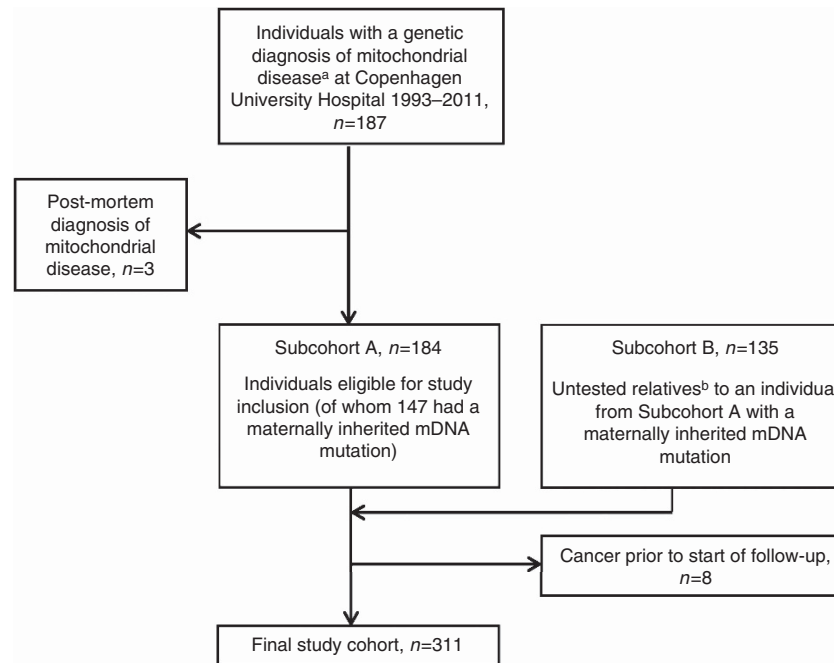 Individuals with a genetic
diagnosis of mitochondrial
diseaseᵃ at Copenhagen
University Hospital 1993–2011,
n=187
Post-mortem
diagnosis of
mitochondrial
disease, n=3
Subcohort A, n=184
Individuals eligible for study
inclusion (of whom 147 had a
maternally inherited mDNA
mutation)
Subcohort B, n=135
Untested relativesᵇ to an individual
from Subcohort A with a
maternally inherited mDNA
mutation
Cancer prior to start of follow-up,
n=8
Final study cohort, n=311